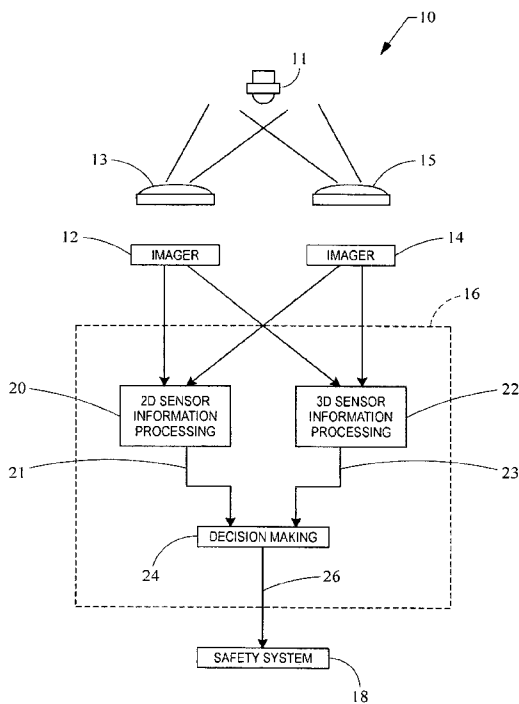 10
11
13
15
12
IMAGER
IMAGER
14
16
20
2D SENSOR
INFORMATION
PROCESSING
3D SENSOR
INFORMATION
PROCESSING
22
21
23
DECISION MAKING
24
26
SAFETY SYSTEM
18